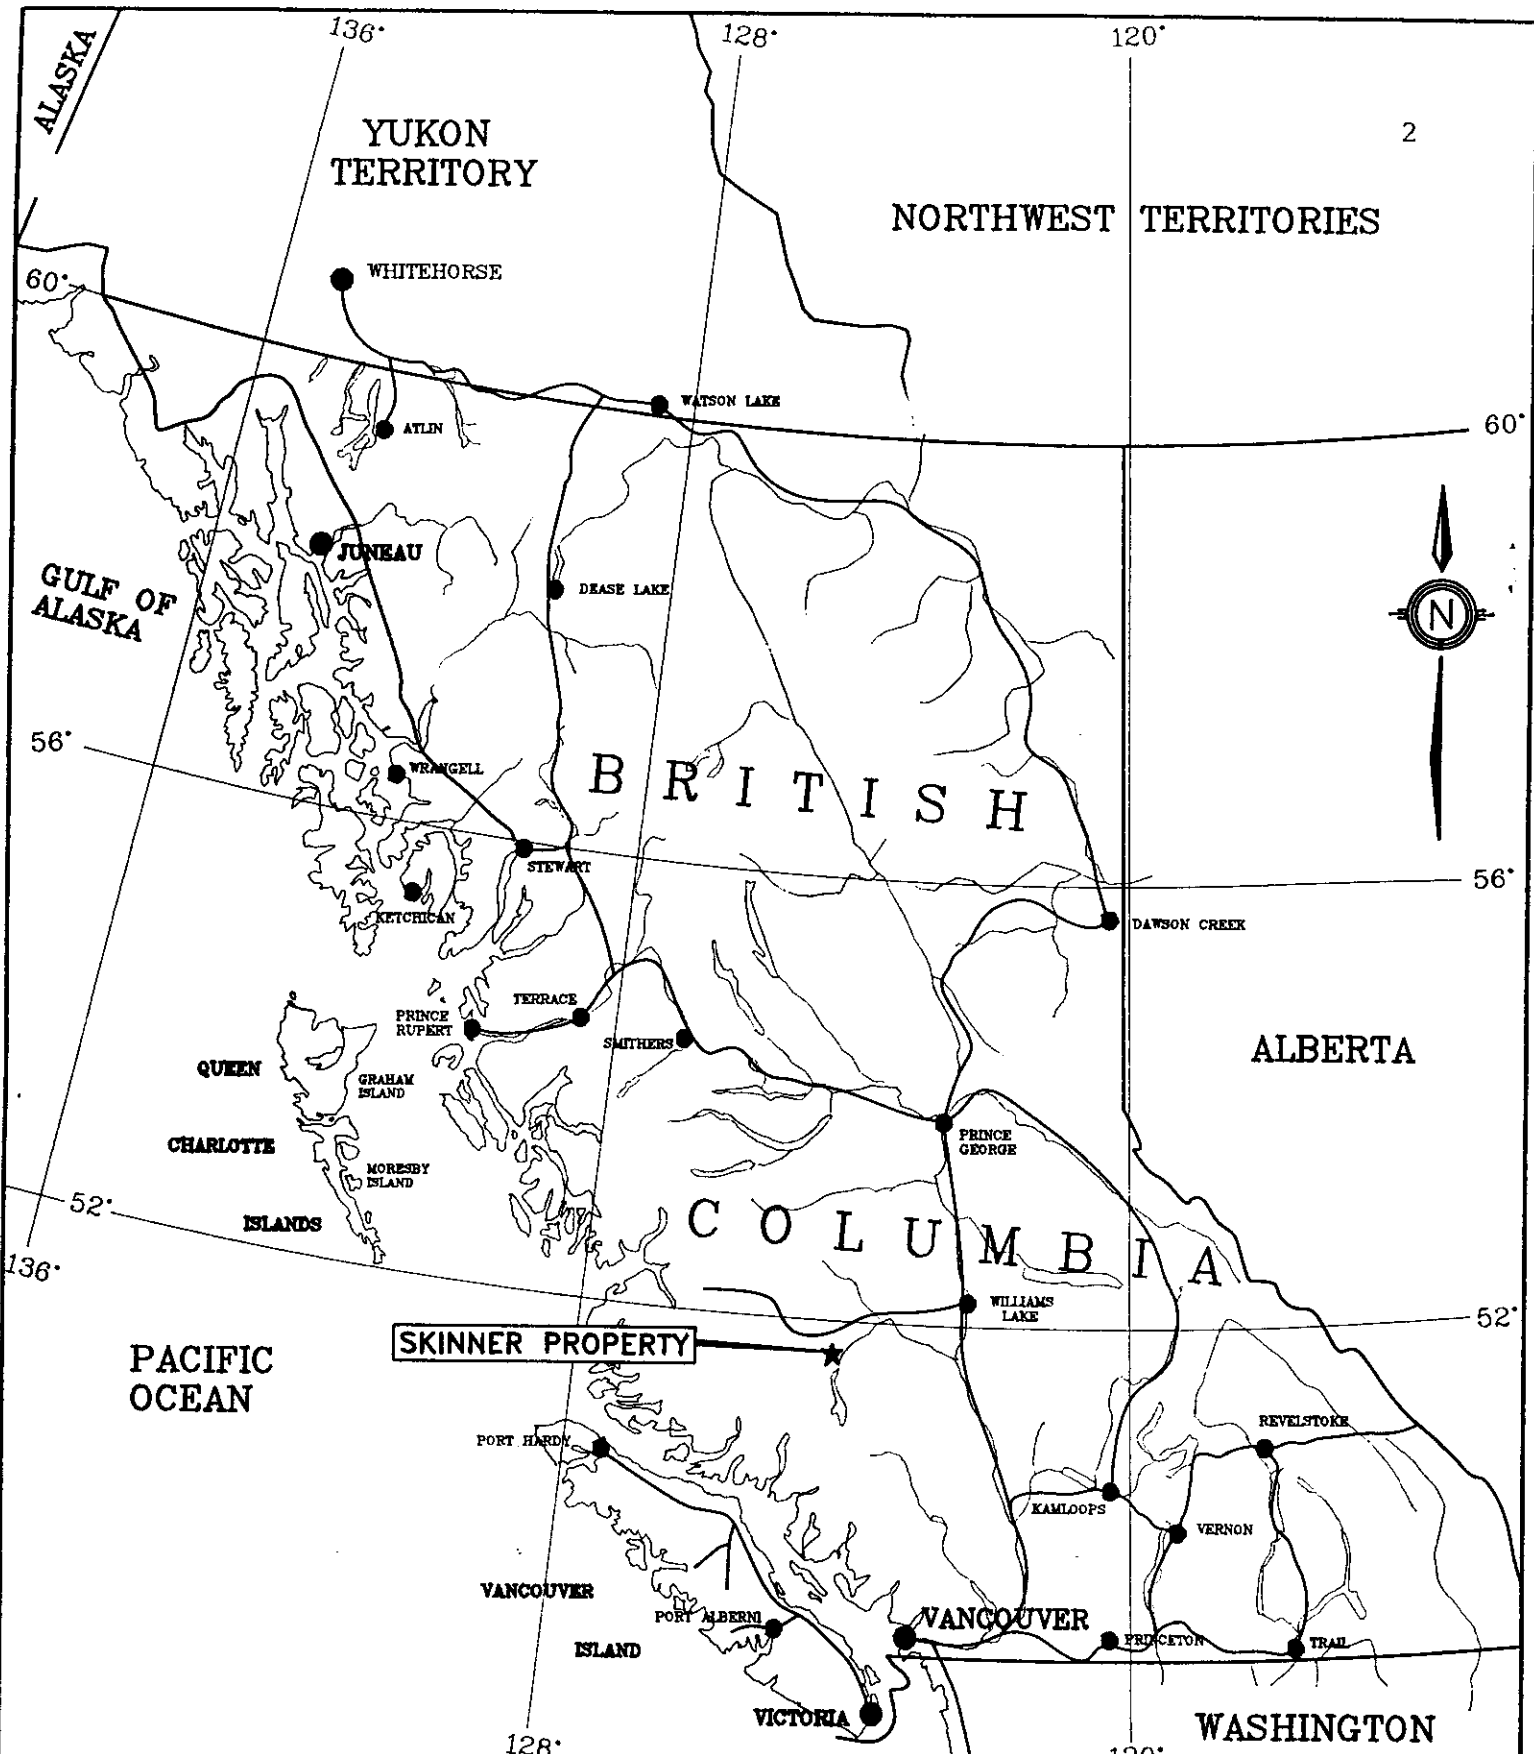 136°
128°
120°
ALASKA
2
YUKON
TERRITORY
NORTHWEST TERRITORIES
60°
WHITEHORSE
WATSON LAKE
ATLIN
60°
JUNEAU
DEASE LAKE
GULF OF
ALASKA
N
56°
WRANGELL
BRITISH
STEWART
KETCHICAN
56°
DAWSON CREEK
TERRACE
PRINCE
RUPERT
SMITHERS
ALBERTA
QUEEN
GRAHAM
ISLAND
CHARLOTTE
PRINCE
GEORGE
MORESBY
ISLAND
52°
ISLANDS
COLUMBIA
136°
WILLIAMS
LAKE
52°
SKINNER PROPERTY
PACIFIC
OCEAN
REVELSTOKE
PORT HARDY
KAMLOOPS
VERNON
VANCOUVER
PORT ALBERNI
ISLAND
VANCOUVER
PRINCETON
TRAIL
VICTORIA
WASHINGTON
128°
120°